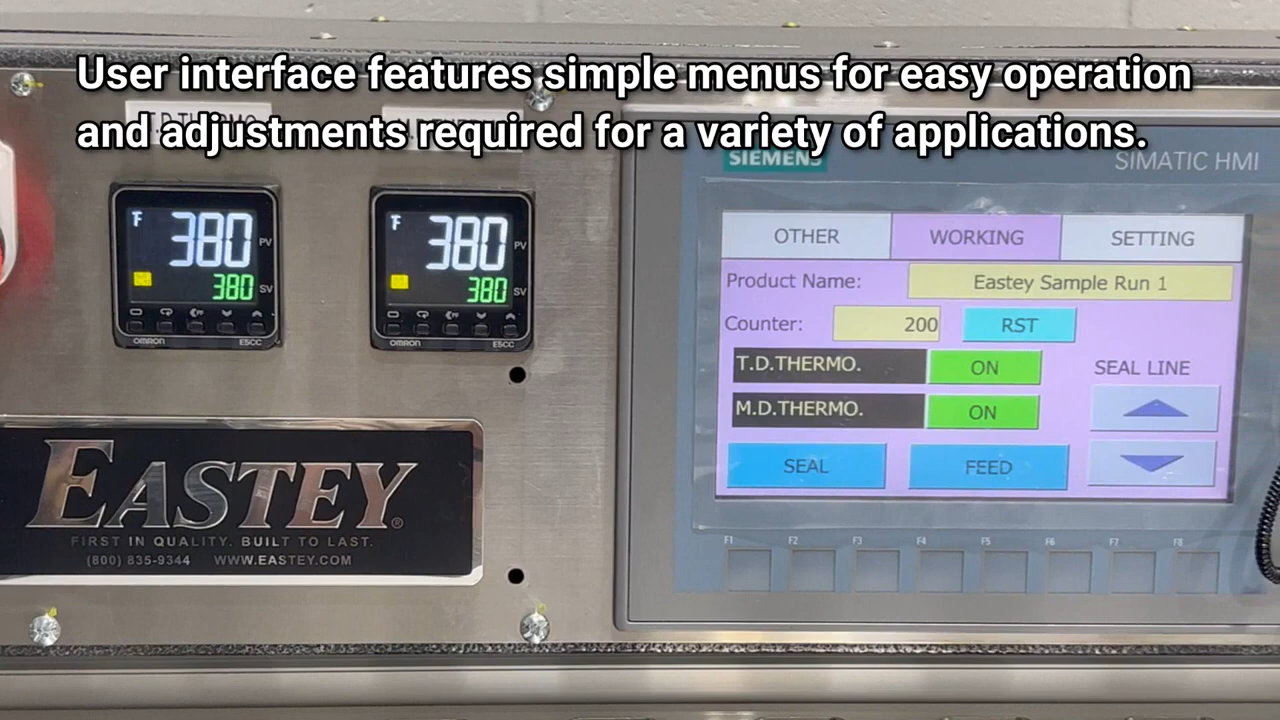 User interface features simple menus for easy operation
and adjustments required for a variety of applications.
SIEMENS
SIMATIC HMI
°F 380 PV
380 SV
OMRON E5CC
°F 380 PV
380 SV
OMRON E5CC
OTHER WORKING SETTING
Product Name: Eastey Sample Run 1
Counter: 200 RST
T.D.THERMO. ON SEAL LINE
M.D.THERMO. ON
SEAL FEED
F1 F2 F3 F4 F5 F6 F7 F8
EASTEY®
FIRST IN QUALITY. BUILT TO LAST.
(800) 835-9344 WWW.EASTEY.COM